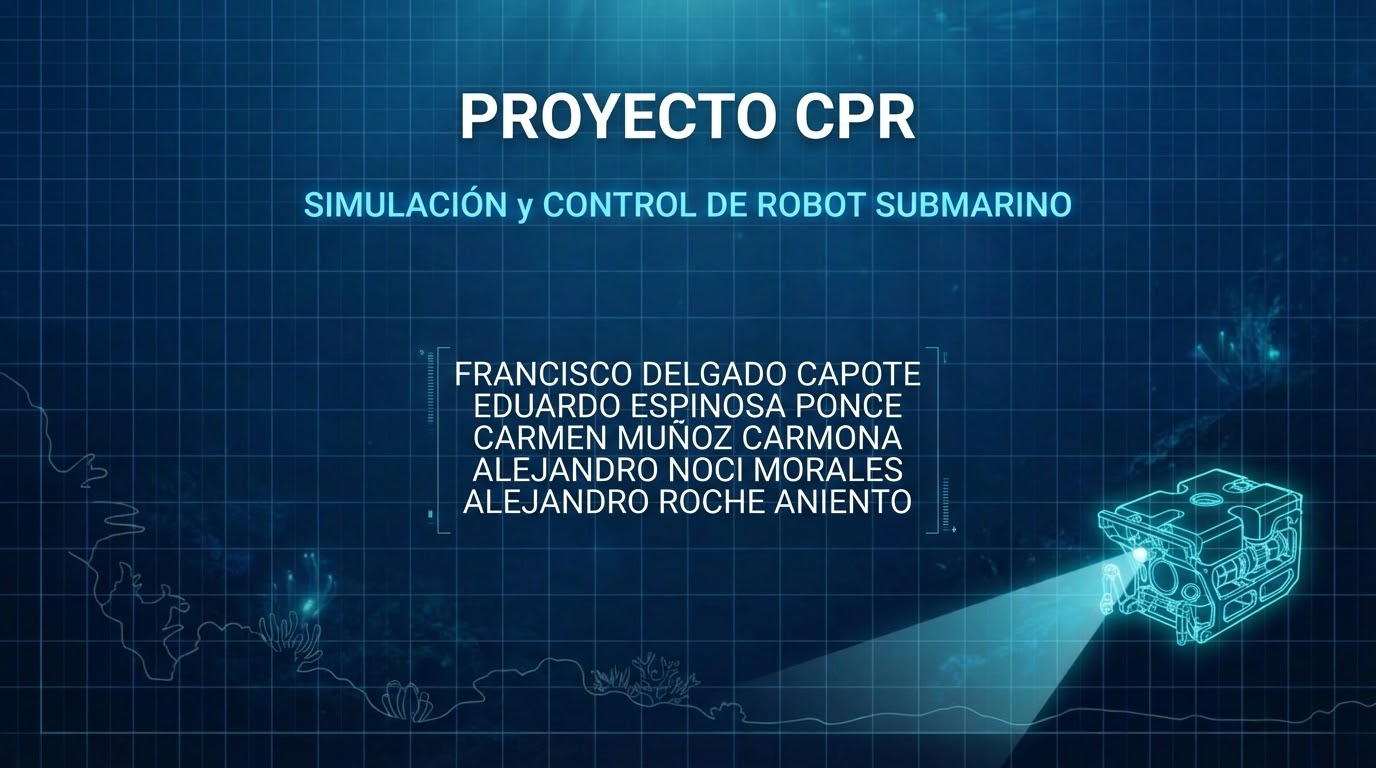 PROYECTO CPR
SIMULACIÓN y CONTROL DE ROBOT SUBMARINO
FRANCISCO DELGADO CAPOTE
EDUARDO ESPINOSA PONCE
CARMEN MUÑOZ CARMONA
ALEJANDRO NOCI MORALES
ALEJANDRO ROCHE ANIENTO